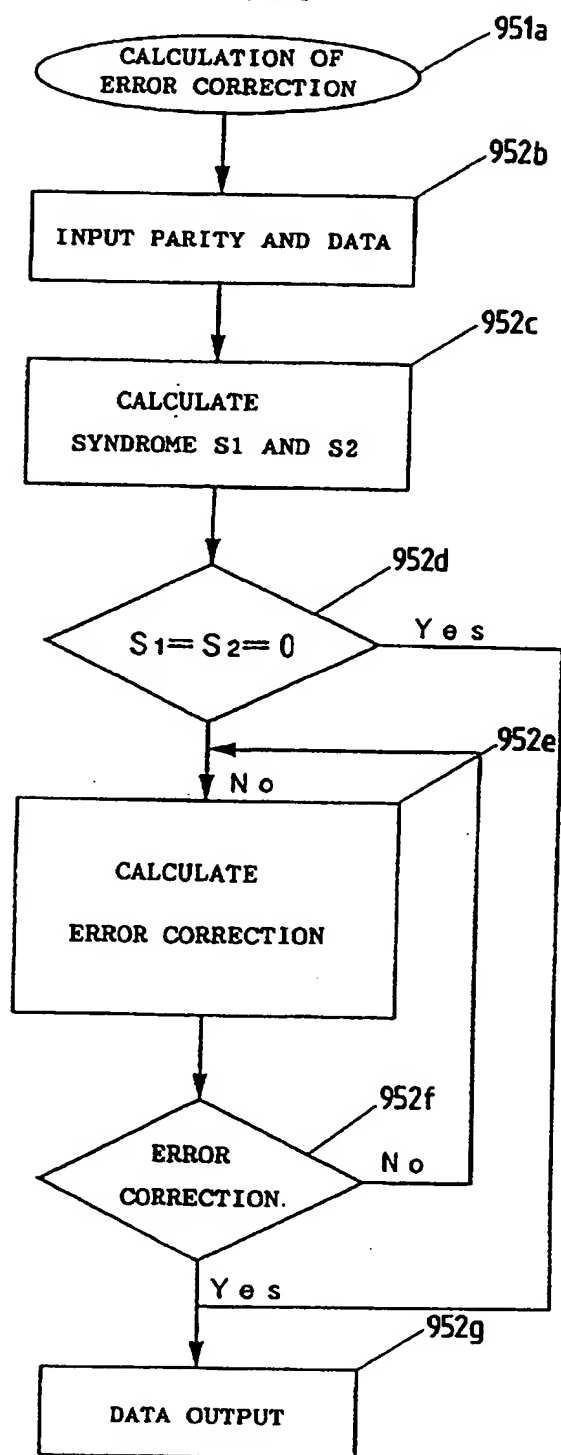 951a
CALCULATION OF
ERROR CORRECTION
952b
INPUT PARITY AND DATA
952c
CALCULATE
SYNDROME S1 AND S2
952d
S1=S2=0
Yes
952e
No
CALCULATE
ERROR CORRECTION
952f
ERROR
CORRECTION.
No
Yes
952g
DATA OUTPUT